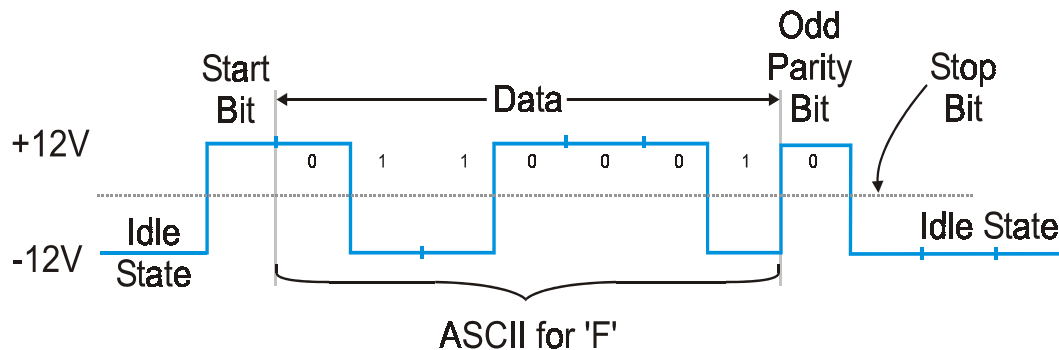 Start
Bit
Data
Odd
Parity
Bit
Stop
Bit
+12V
0 1 1 0 0 0 1 0
-12V
Idle
State
Idle State
ASCII for 'F'